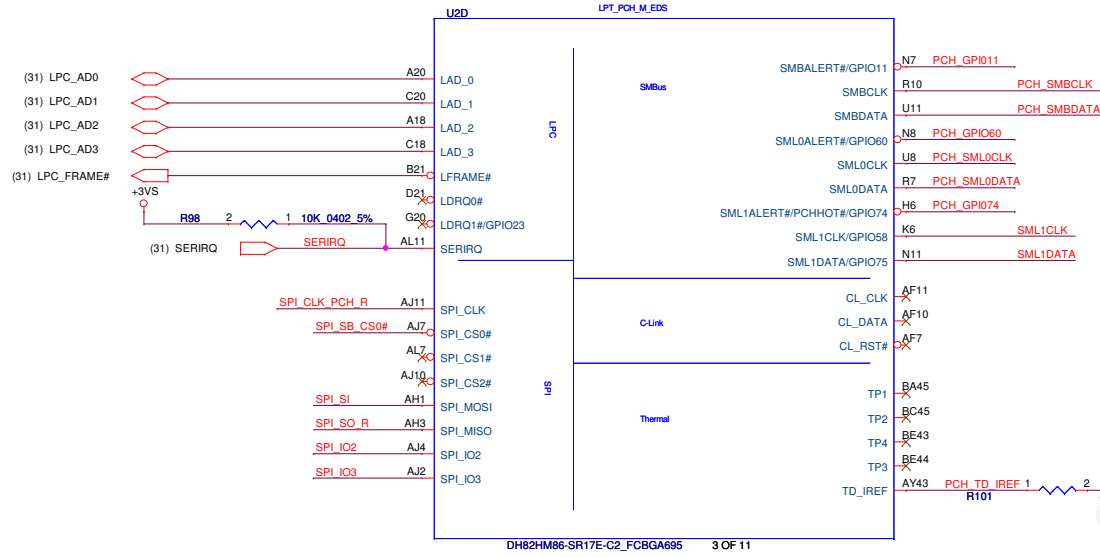 U2D
LPT_PCH_M_EDS
(31) LPC_AD0 A20 LAD_0
(31) LPC_AD1 C20 LAD_1
(31) LPC_AD2 A18 LAD_2
(31) LPC_AD3 C18 LAD_3
(31) LPC_FRAME# B21 LFRAME#
+3VS
D21 LDRQ0#
R98 2 1 10K_0402_5% G20 LDRQ1#/GPIO23
(31) SERIRQ SERIRQ AL11 SERIRQ
LPC
SPI_CLK_PCH_R AJ11 SPI_CLK
SPI_SB_CS0# AJ7 SPI_CS0#
AL7 SPI_CS1#
AJ10 SPI_CS2#
SPI_SI AH1 SPI_MOSI
SPI_SO_R AH3 SPI_MISO
SPI_IO2 AJ4 SPI_IO2
SPI_IO3 AJ2 SPI_IO3
SPI
SMBus
SMBALERT#/GPIO11 N7 PCH_GPI011
SMBCLK R10 PCH_SMBCLK
SMBDATA U11 PCH_SMBDATA
SML0ALERT#/GPIO60 N8 PCH_GPIO60
SML0CLK U8 PCH_SML0CLK
SML0DATA R7 PCH_SML0DATA
SML1ALERT#/PCHHOT#/GPIO74 H6 PCH_GPI074
SML1CLK/GPIO58 K6 SML1CLK
SML1DATA/GPIO75 N11 SML1DATA
C-Link
CL_CLK AF11
CL_DATA AF10
CL_RST# AF7
Thermal
TP1 BA45
TP2 BC45
TP4 BE43
TP3 BE44
TD_IREF AY43 PCH_TD_IREF 1 2
R101
DH82HM86-SR17E-C2_FCBGA695 3 OF 11